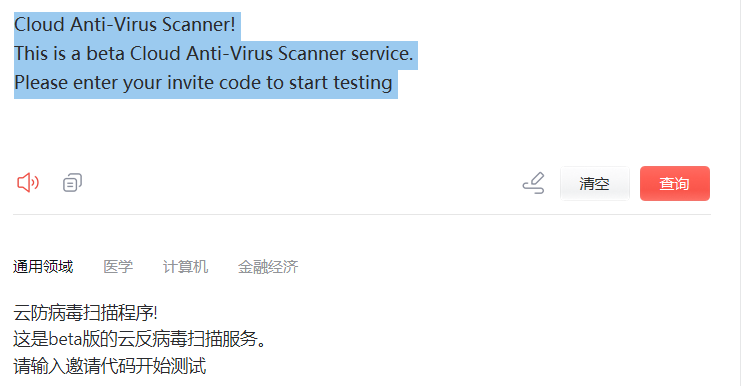 Cloud Anti-Virus Scanner!
This is a beta Cloud Anti-Virus Scanner service.
Please enter your invite code to start testing
清空
查询
通用领域 医学 计算机 金融经济
云防病毒扫描程序!
这是beta版的云反病毒扫描服务。
请输入邀请代码开始测试